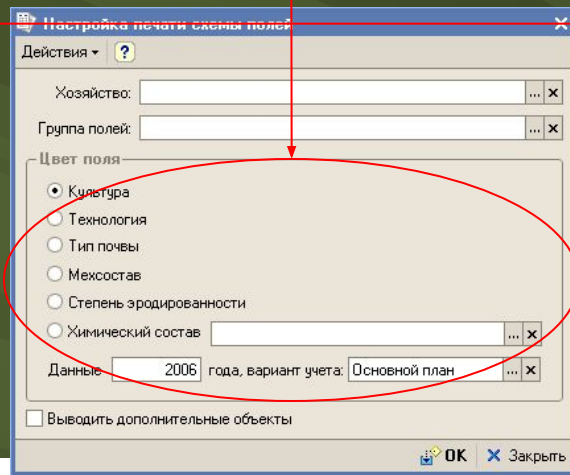 Настройка печати схемы полей
Действия
Хозяйство:
Группа полей:
Цвет поля
Культура
Технология
Тип почвы
Мехсостав
Степень эродированности
Химический состав
Данные 2006 года, вариант учета: Основной план
Выводить дополнительные объекты
OK Закрыть